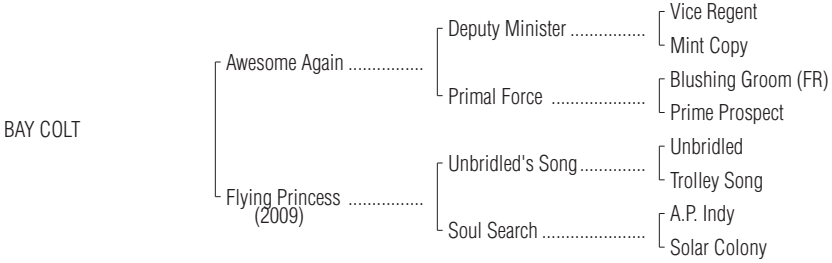 Vice Regent
Deputy Minister ................
Mint Copy
Awesome Again ................
Blushing Groom (FR)
Primal Force ....................
Prime Prospect
BAY COLT
Unbridled
Unbridled's Song..............
Trolley Song
Flying Princess ................
(2009)
A.P. Indy
Soul Search ......................
Solar Colony